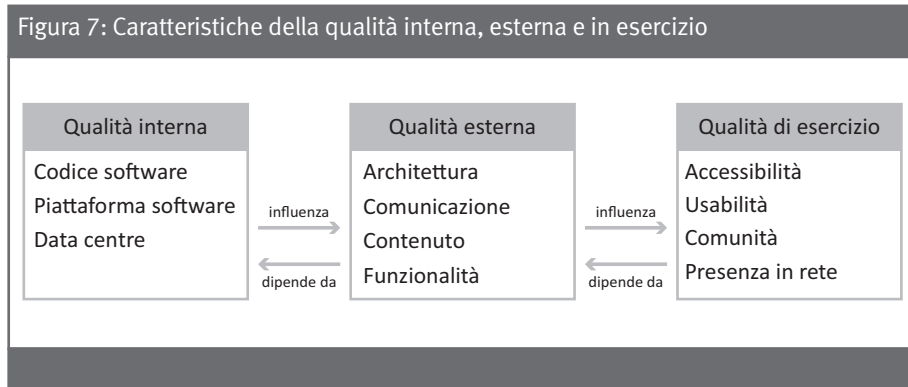 Figura 7: Caratteristiche della qualità interna, esterna e in esercizio
Qualità interna
Codice software
Piattaforma software
Data centre
influenza
dipende da
Qualità esterna
Architettura
Comunicazione
Contenuto
Funzionalità
influenza
dipende da
Qualità di esercizio
Accessibilità
Usabilità
Comunità
Presenza in rete